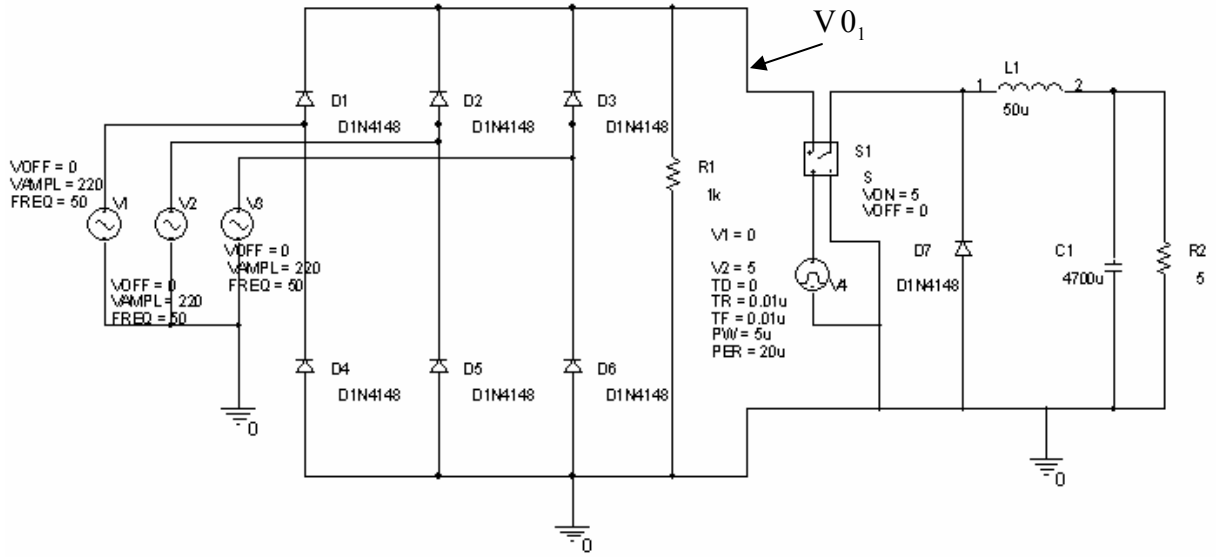 V0₁
D1
D1N4148
D2
D1N4148
D3
D1N4148
VOFF = 0
VAMPL = 220
FREQ = 50
V1
V2
V3
VOFF = 0
VAMPL = 220
FREQ = 50
VOFF = 0
VAMPL = 220
FREQ = 50
0
D4
D1N4148
D5
D1N4148
D6
D1N4148
0
R1
1k
S1
S
VON = 5
VOFF = 0
V1 = 0
V2 = 5
TD = 0
TR = 0.01u
TF = 0.01u
PW = 5u
PER = 20u
V4
D7
D1N4148
L1
1
2
50u
C1
4700u
R2
5
0